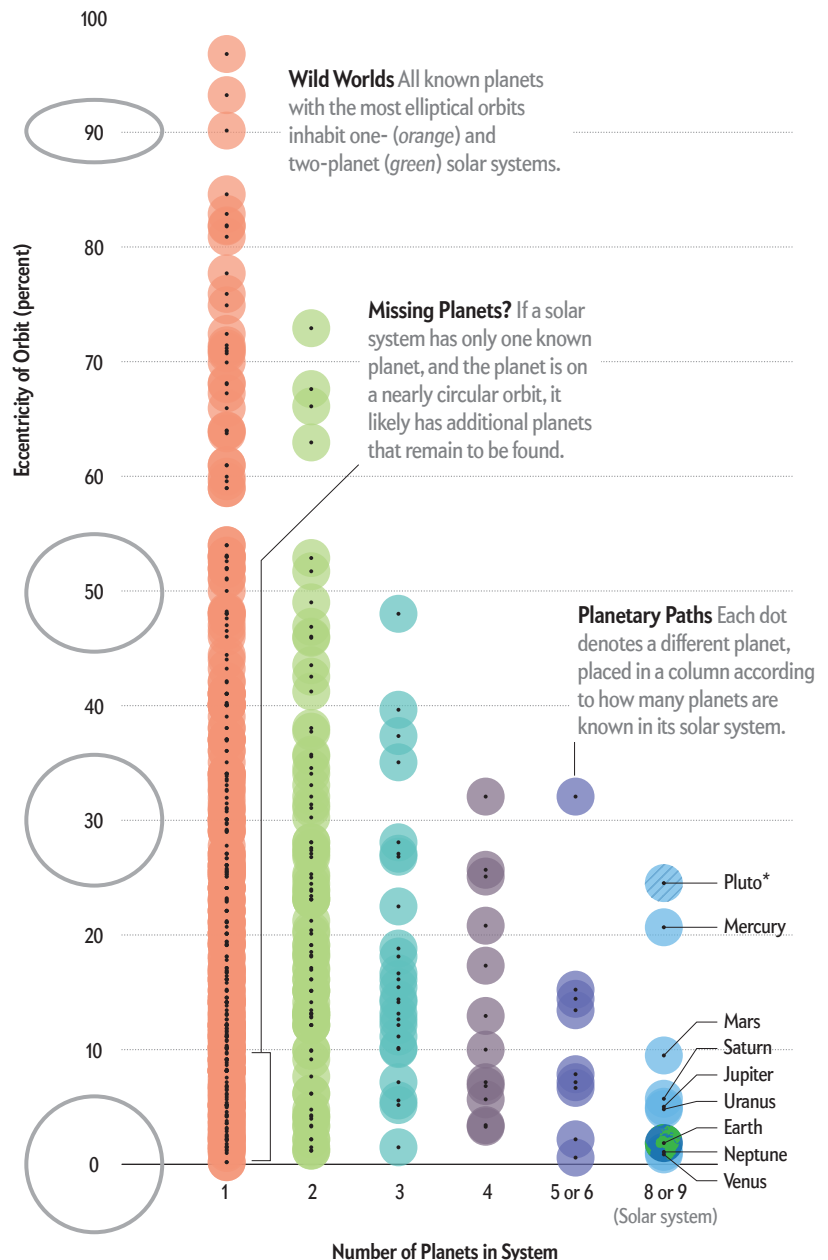 100
Wild Worlds All known planets
with the most elliptical orbits
inhabit one- (orange) and
two-planet (green) solar systems.
90
80
Eccentricity of Orbit (percent)
Missing Planets? If a solar
system has only one known
planet, and the planet is on
a nearly circular orbit, it
likely has additional planets
that remain to be found.
70
60
50
Planetary Paths Each dot
denotes a different planet,
placed in a column according
to how many planets are
known in its solar system.
40
30
Pluto*
Mercury
20
Mars
Saturn
Jupiter
Uranus
Earth
Neptune
Venus
10
0
1 2 3 4 5 or 6 8 or 9
(Solar system)
Number of Planets in System